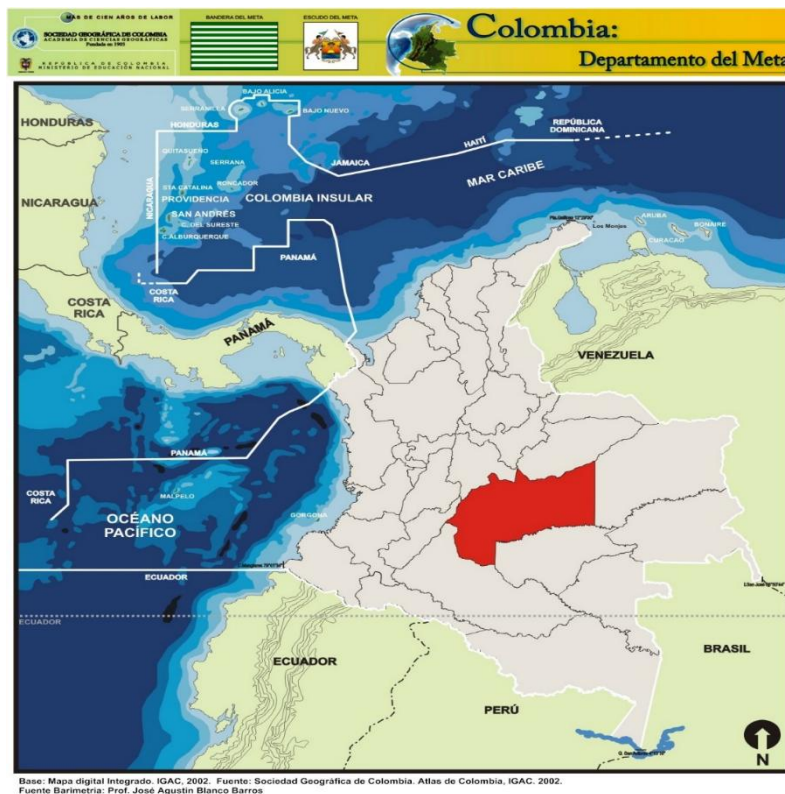 MÁS DE CIEN AÑOS DE LABOR
SOCIEDAD GEOGRÁFICA DE COLOMBIA
ACADEMIA DE CIENCIAS GEOGRÁFICAS
Fundada en 1903
REPÚBLICA DE COLOMBIA
MINISTERIO DE EDUCACIÓN NACIONAL
BANDERA DEL META
ESCUDO DEL META
Colombia:
Departamento del Meta
HONDURAS
NICARAGUA
COSTA
RICA
PANAMÁ
BAJO ALICIA
SERRANILLA
BAJO NUEVO
HONDURAS
QUITASUEÑO
SERRANA
RONCADOR
STA.CATALINA
PROVIDENCIA
SAN ANDRÉS
C. DEL SURESTE
C.ALBURQUERQUE
NICARAGUA
COLOMBIA INSULAR
JAMAICA
HAITÍ
REPÚBLICA
DOMINICANA
MAR CARIBE
PANAMÁ
COSTA
RICA
Los Monjes
ARUBA
CURACAO
BONAIRE
VENEZUELA
PANAMÁ
COSTA
RICA
MALPELO
OCÉANO
PACÍFICO
GORGONA
ECUADOR
ECUADOR
ECUADOR
PERÚ
BRASIL
N
Base: Mapa digital Integrado. IGAC, 2002. Fuente: Sociedad Geográfica de Colombia. Atlas de Colombia, IGAC. 2002.
Fuente Barimetria: Prof. José Agustin Blanco Barros